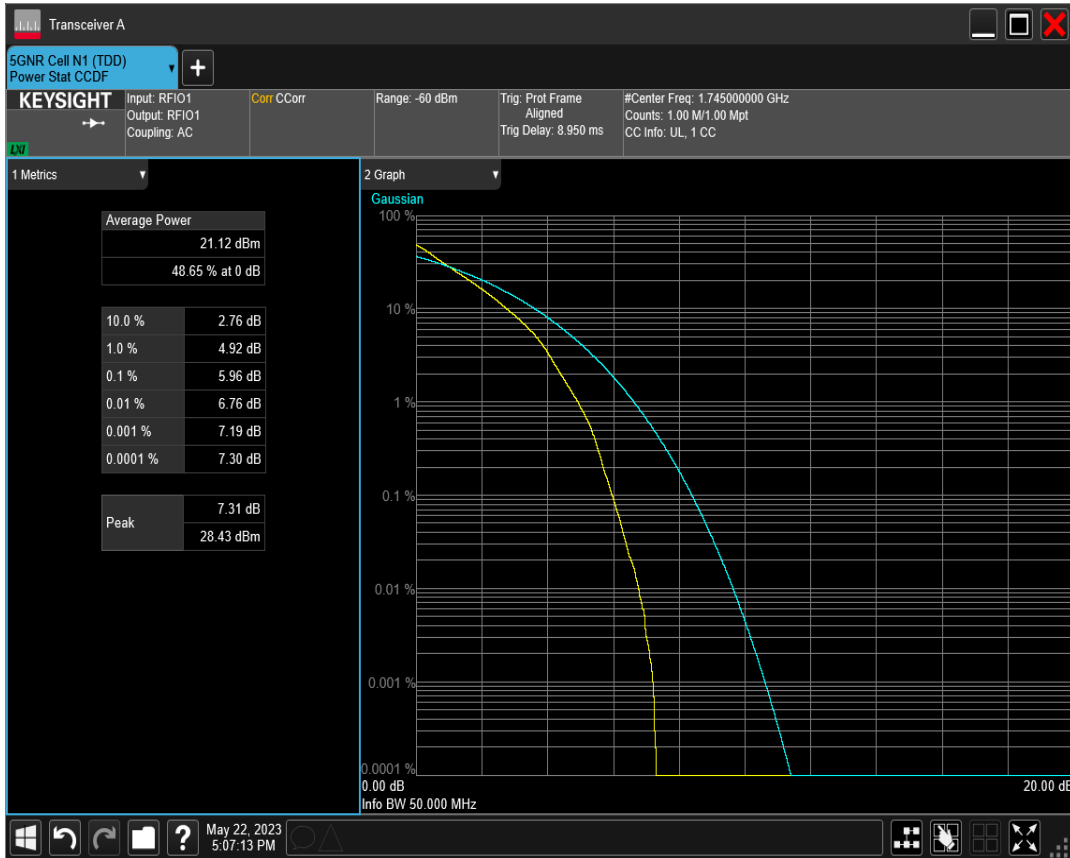 Transceiver A
5GNR Cell N1 (TDD)
Power Stat CCDF
KEYSIGHT
LXI
Input: RFIO1
Output: RFIO1
Coupling: AC
Corr CCorr
Range: -60 dBm
Trig: Prot Frame
Aligned
Trig Delay: 8.950 ms
#Center Freq: 1.745000000 GHz
Counts: 1.00 M/1.00 Mpt
CC Info: UL, 1 CC
1 Metrics
Average Power
21.12 dBm
48.65 % at 0 dB
10.0 % 2.76 dB
1.0 % 4.92 dB
0.1 % 5.96 dB
0.01 % 6.76 dB
0.001 % 7.19 dB
0.0001 % 7.30 dB
Peak 7.31 dB
28.43 dBm
2 Graph
Gaussian
100 %
10 %
1 %
0.1 %
0.01 %
0.001 %
0.0001 %
0.00 dB 20.00 dB
Info BW 50.000 MHz
May 22, 2023
5:07:13 PM